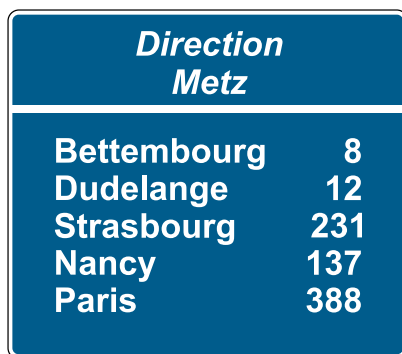 Direction
Metz
Bettembourg 8
Dudelange 12
Strasbourg 231
Nancy 137
Paris 388